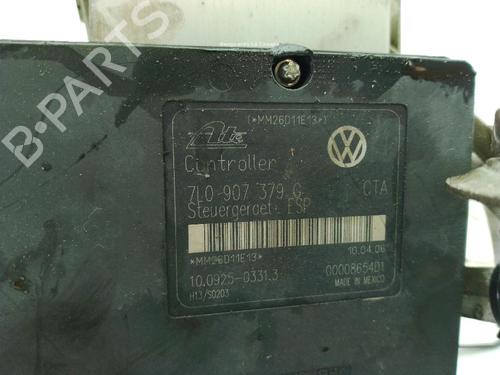 B-PARTS
(*MM26D11E13*)
Ate
Controller
7L0-907 379 G CTA
Steuergeraet: ESP
*MM26D11E13* 10.04.06
10.0925-0331.3 00008654D1
H13/S0203 MADE IN MEXICO